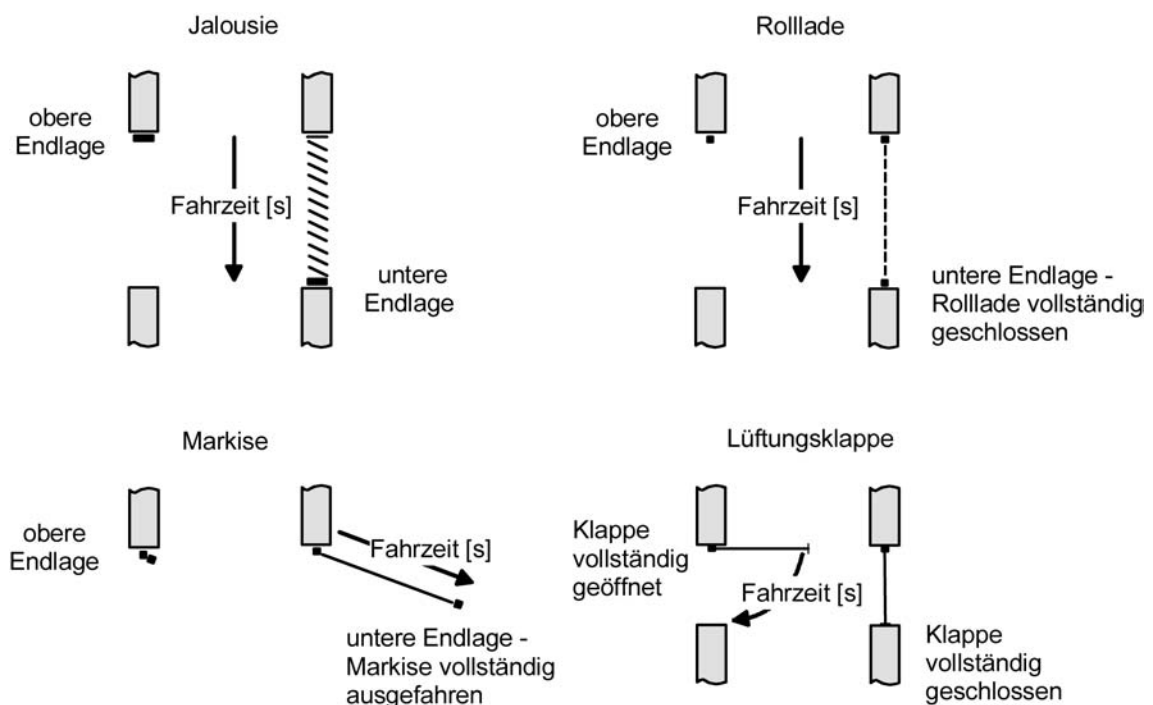 Jalousie
obere
Endlage
Fahrzeit [s]
untere
Endlage
Rolllade
obere
Endlage
Fahrzeit [s]
untere Endlage -
Rolllade vollständig
geschlossen
Markise
obere
Endlage
Fahrzeit [s]
untere Endlage -
Markise vollständig
ausgefahren
Lüftungsklappe
Klappe
vollständig
geöffnet
Fahrzeit [s]
Klappe
vollständig
geschlossen